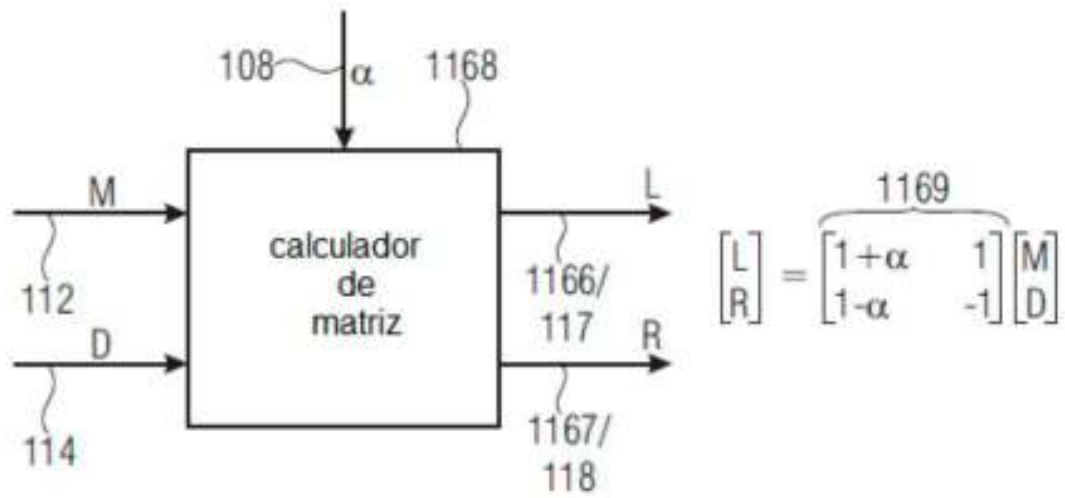 108 α 1168
M L 1169
112 calculador 1166/
de 117
matriz
D R
114 1167/
118
[L] = [1+α 1] [M]
[R] [1-α -1] [D]